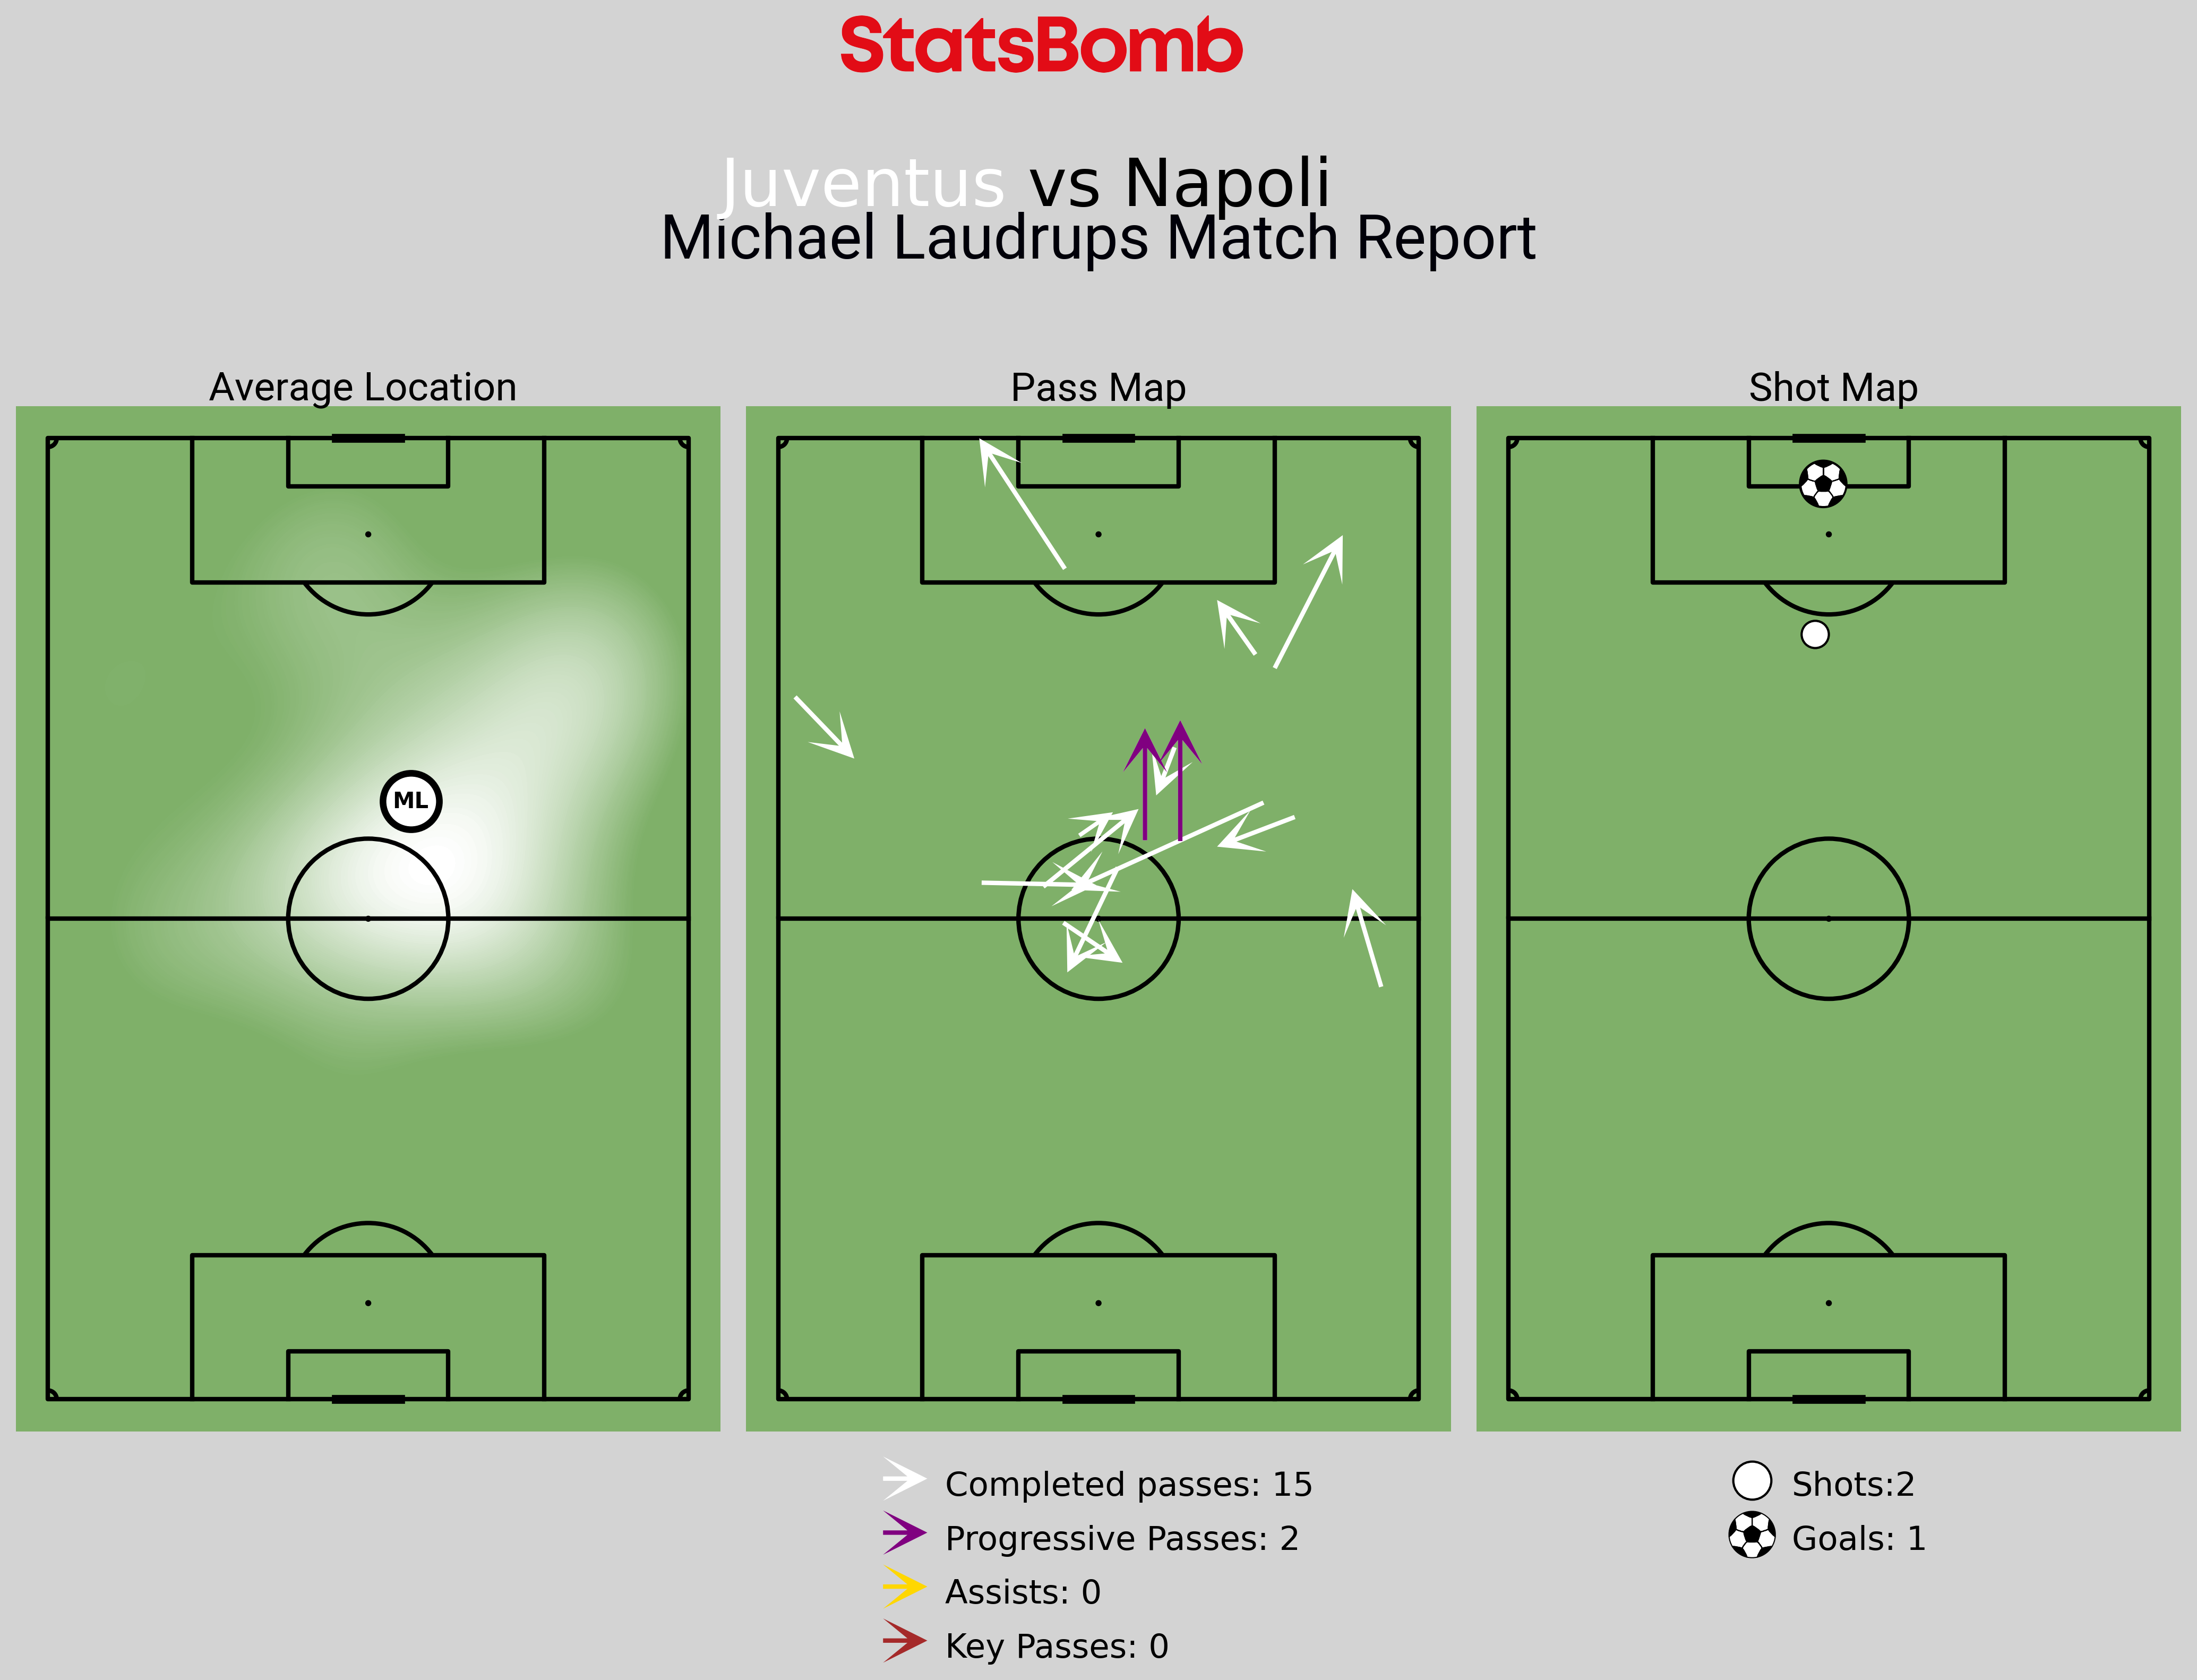 StatsBomb
Juventus vs Napoli
Michael Laudrups Match Report
Average Location
Pass Map
Shot Map
ML
Completed passes: 15
Progressive Passes: 2
Assists: 0
Key Passes: 0
Shots:2
Goals: 1